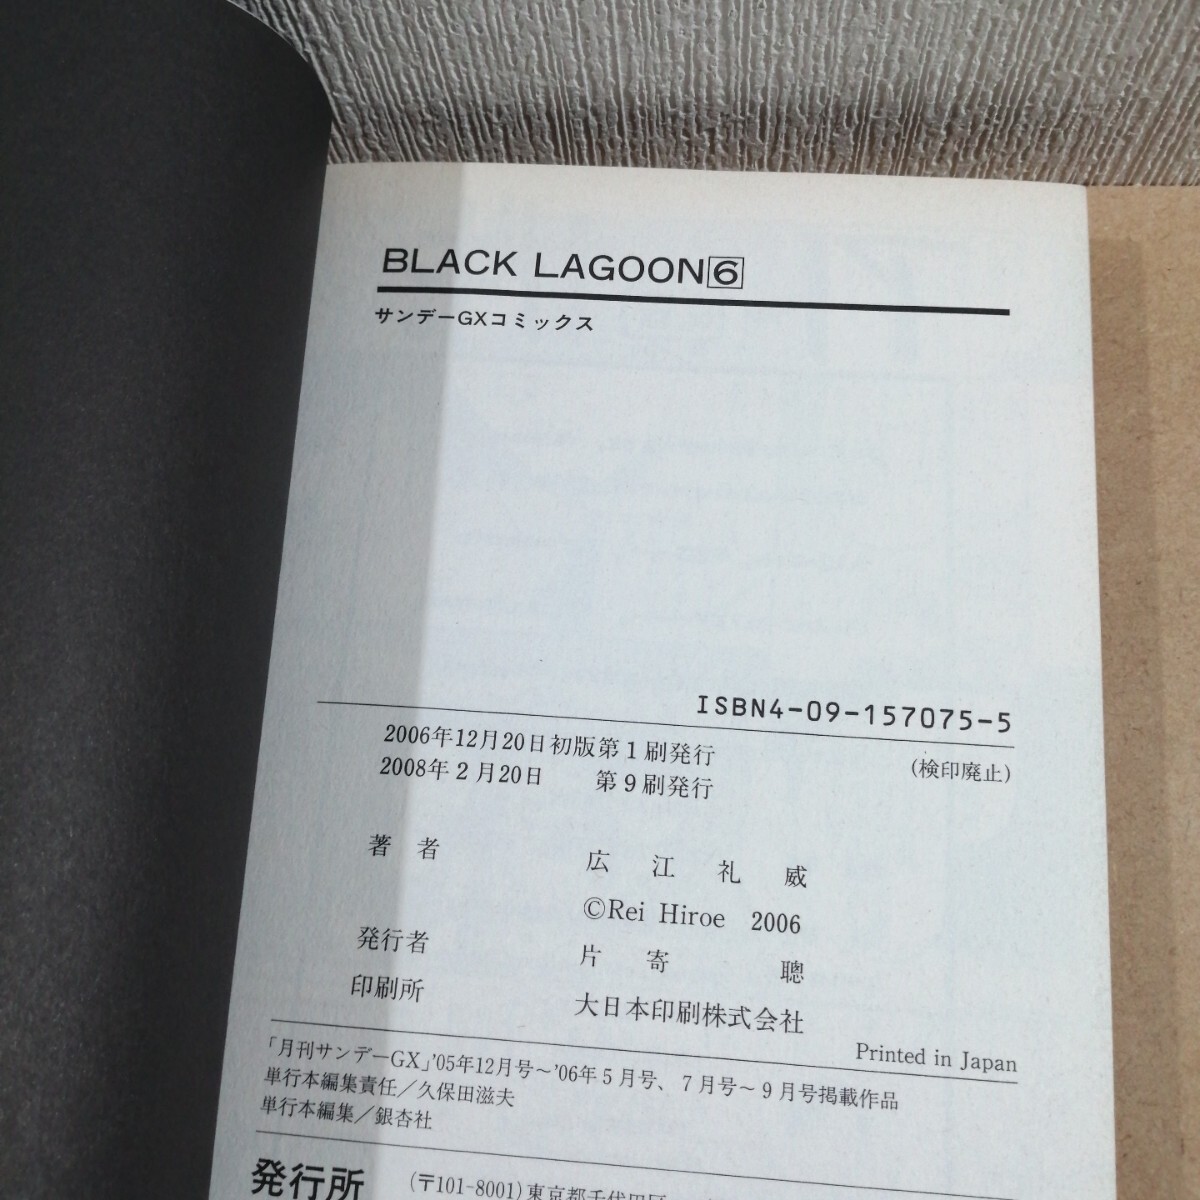 BLACK LAGOON6
サンデーGXコミックス
ISBN4-09-157075-5
2006年12月20日初版第1刷発行 (検印廃止)
2008年2月20日 第9刷発行
著者 広江礼威
©Rei Hiroe 2006
発行者 片寄聰
印刷所 大日本印刷株式会社
Printed in Japan
「月刊サンデーGX」'05年12月号～'06年5月号、7月号～9月号掲載作品
単行本編集責任／久保田滋夫
単行本編集／銀杏社
発行所 (〒101-8001)東京都千代田区